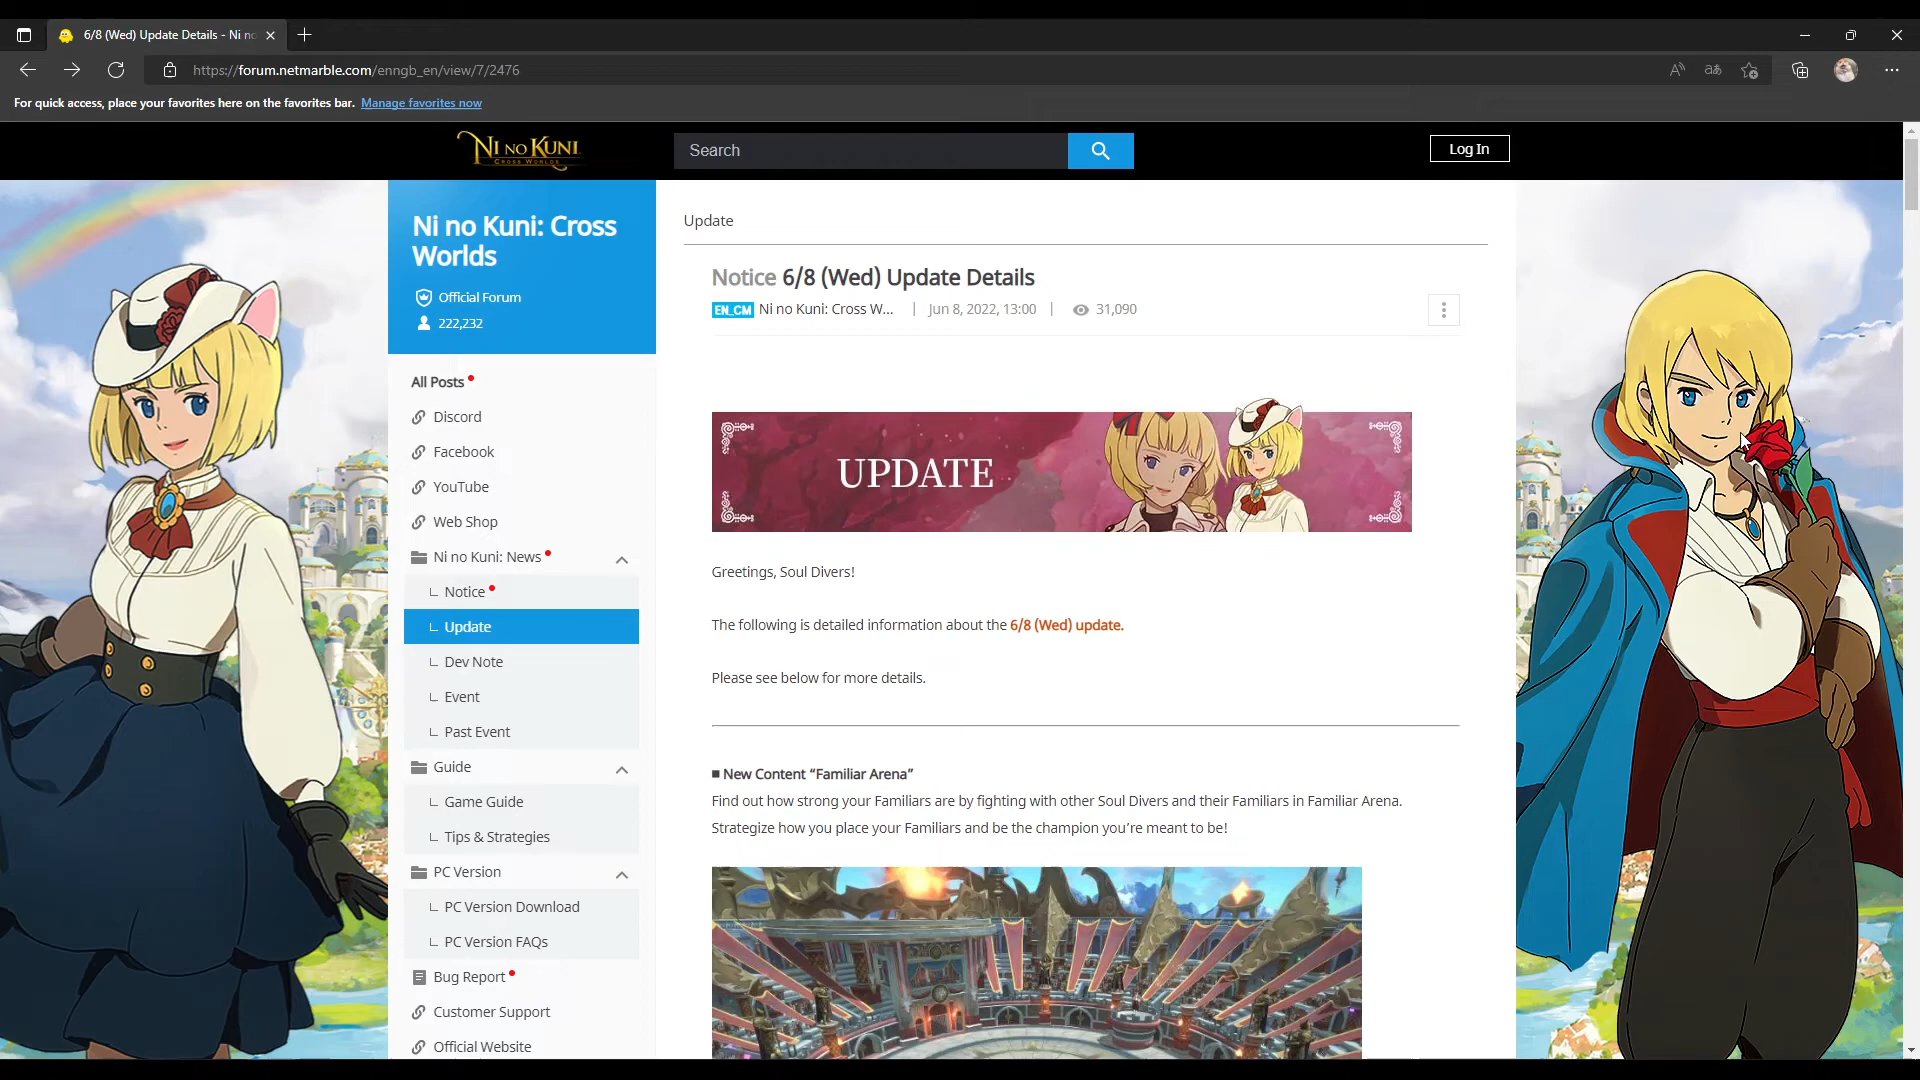 6/8 (Wed) Update Details - Ni no
https://forum.netmarble.com/enngb_en/view/7/2476
For quick access, place your favorites here on the favorites bar. Manage favorites now
NI NO KUNI
CROSS WORLDS
Search
Log In
Ni no Kuni: Cross
Worlds
Official Forum
222,232
All Posts
Discord
Facebook
YouTube
Web Shop
Ni no Kuni: News
Notice
Update
Dev Note
Event
Past Event
Guide
Game Guide
Tips & Strategies
PC Version
PC Version Download
PC Version FAQs
Bug Report
Customer Support
Official Website
Update
Notice 6/8 (Wed) Update Details
EN_CM Ni no Kuni: Cross W... | Jun 8, 2022, 13:00 | 31,090
UPDATE
Greetings, Soul Divers!
The following is detailed information about the 6/8 (Wed) update.
Please see below for more details.
■ New Content “Familiar Arena”
Find out how strong your Familiars are by fighting with other Soul Divers and their Familiars in Familiar Arena.
Strategize how you place your Familiars and be the champion you’re meant to be!